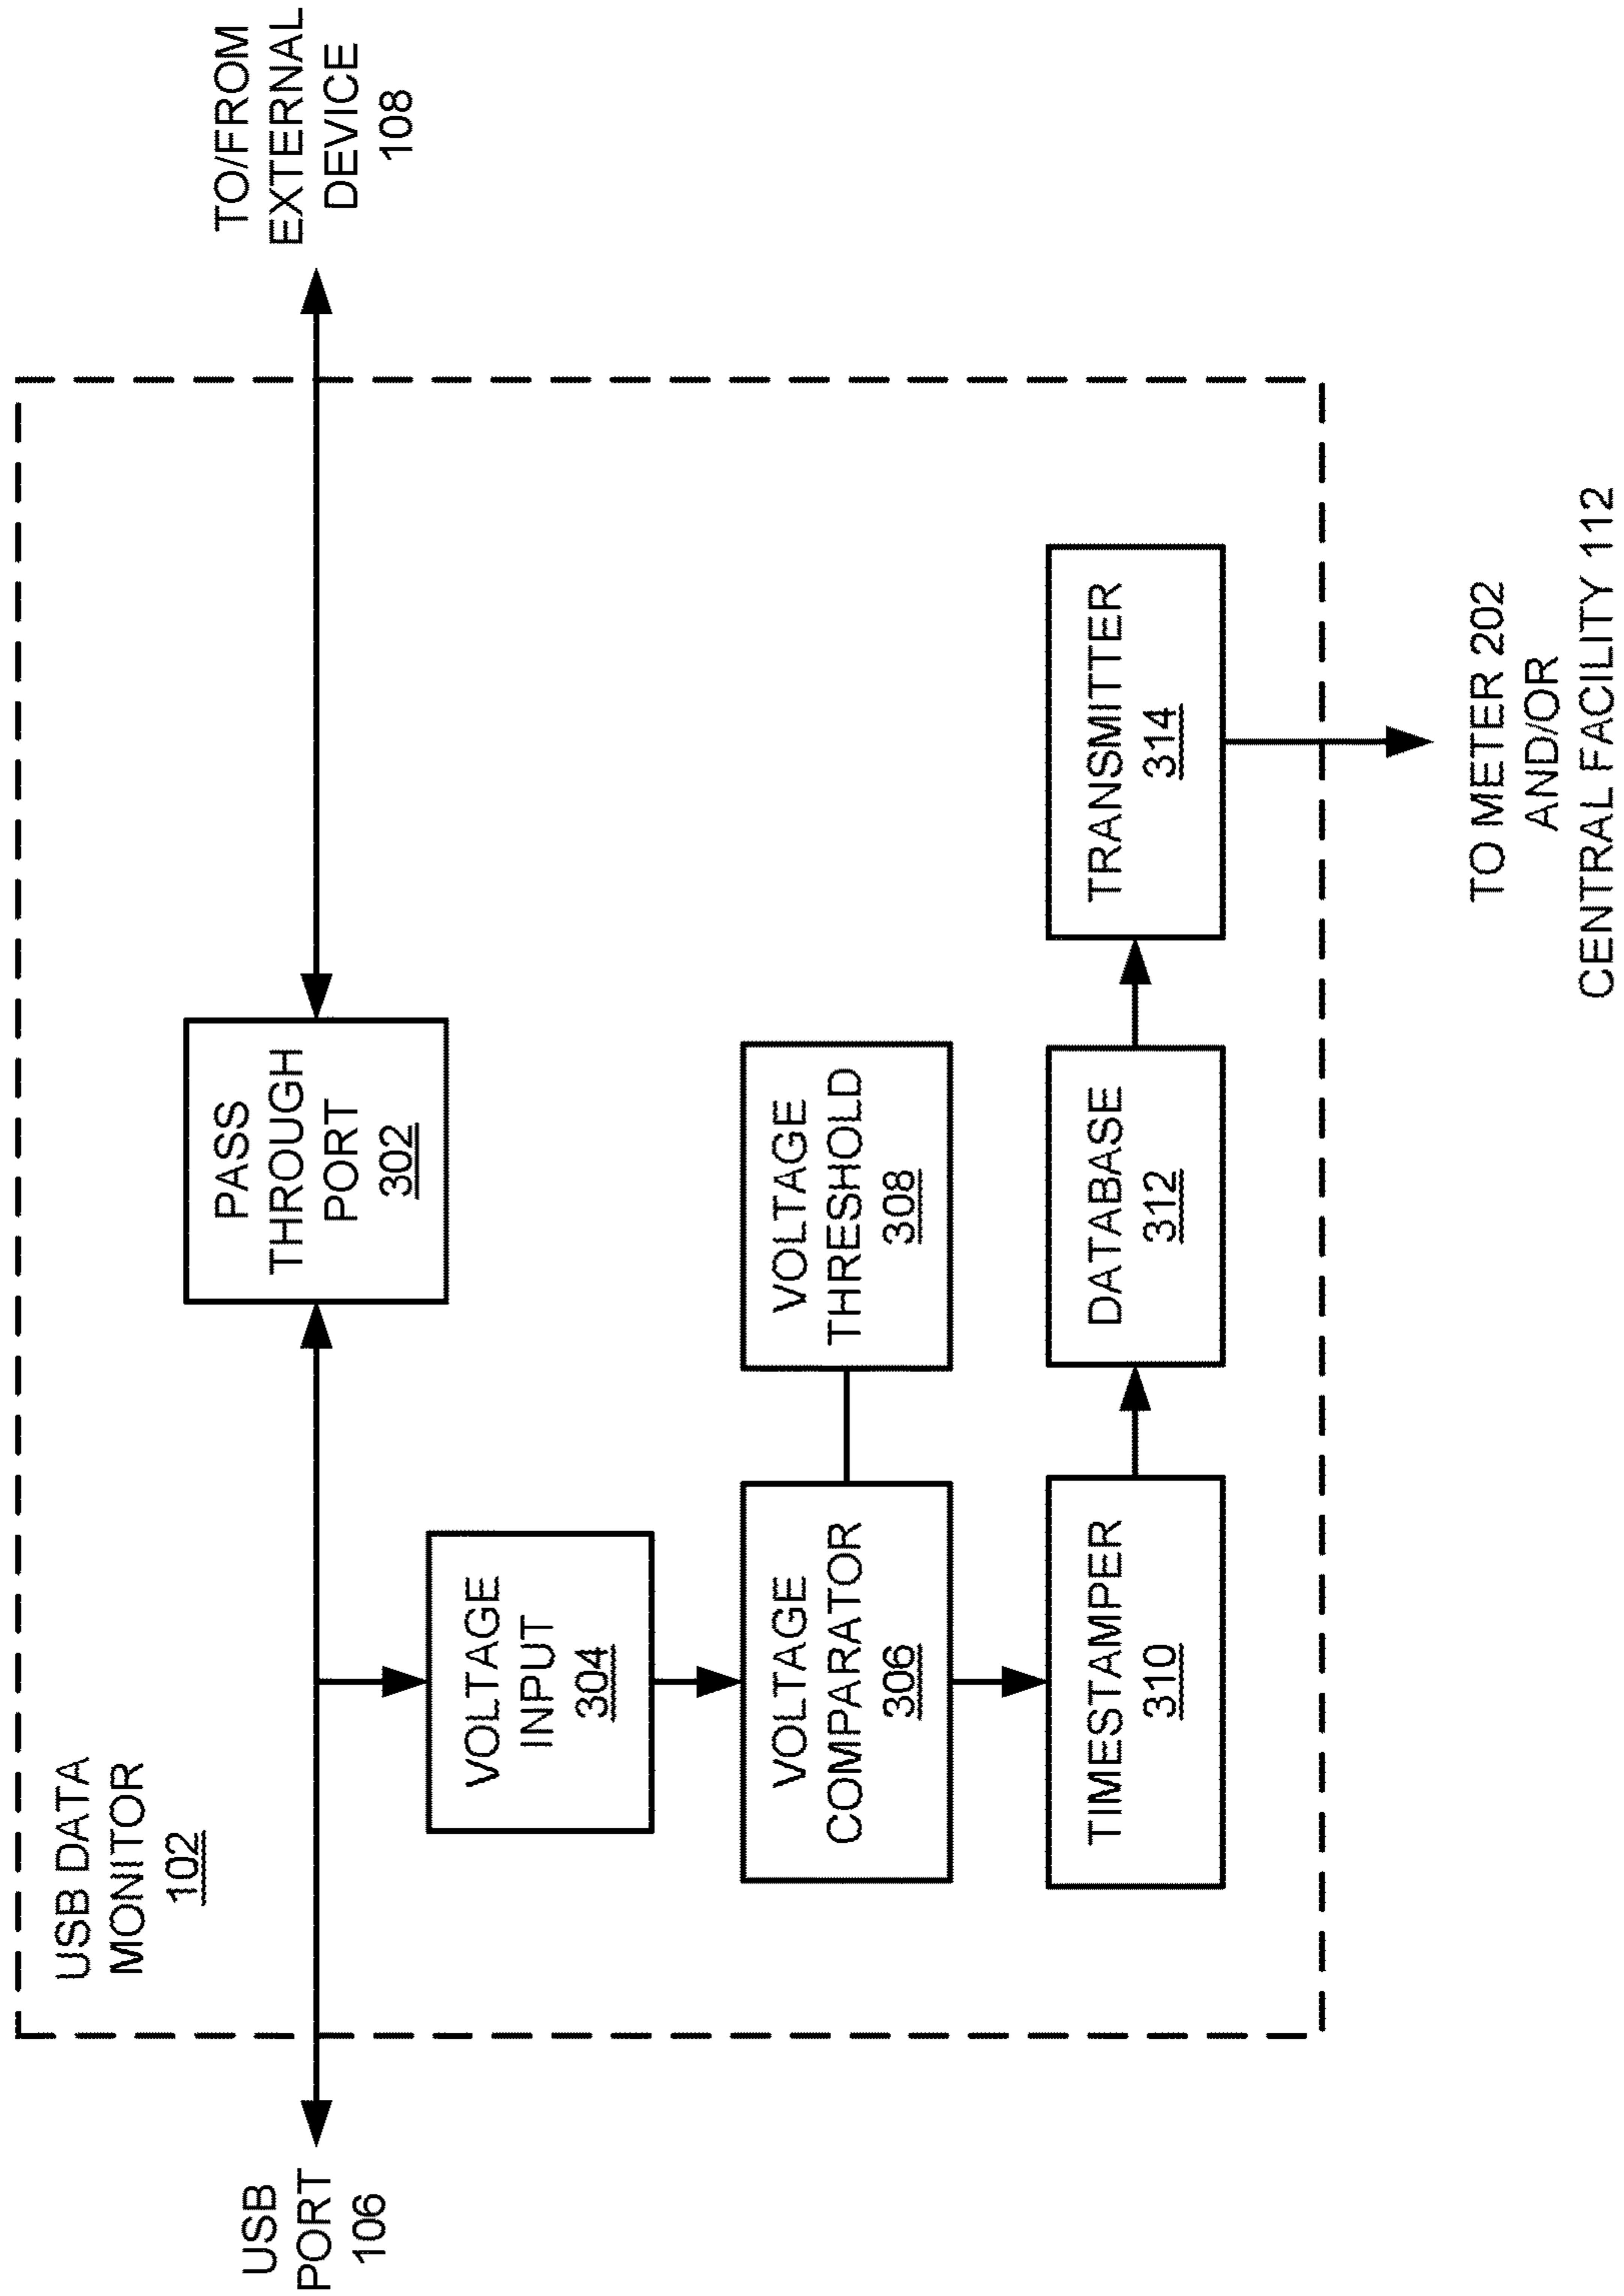 USB DATA
MONITOR
102
USB
PORT
106
PASS
THROUGH
PORT
302
TO/FROM
EXTERNAL
DEVICE
108
VOLTAGE
INPUT
304
VOLTAGE
COMPARATOR
306
VOLTAGE
THRESHOLD
308
TIMESTAMPER
310
DATABASE
312
TRANSMITTER
314
TO METER 202
AND/OR
CENTRAL FACILITY 112